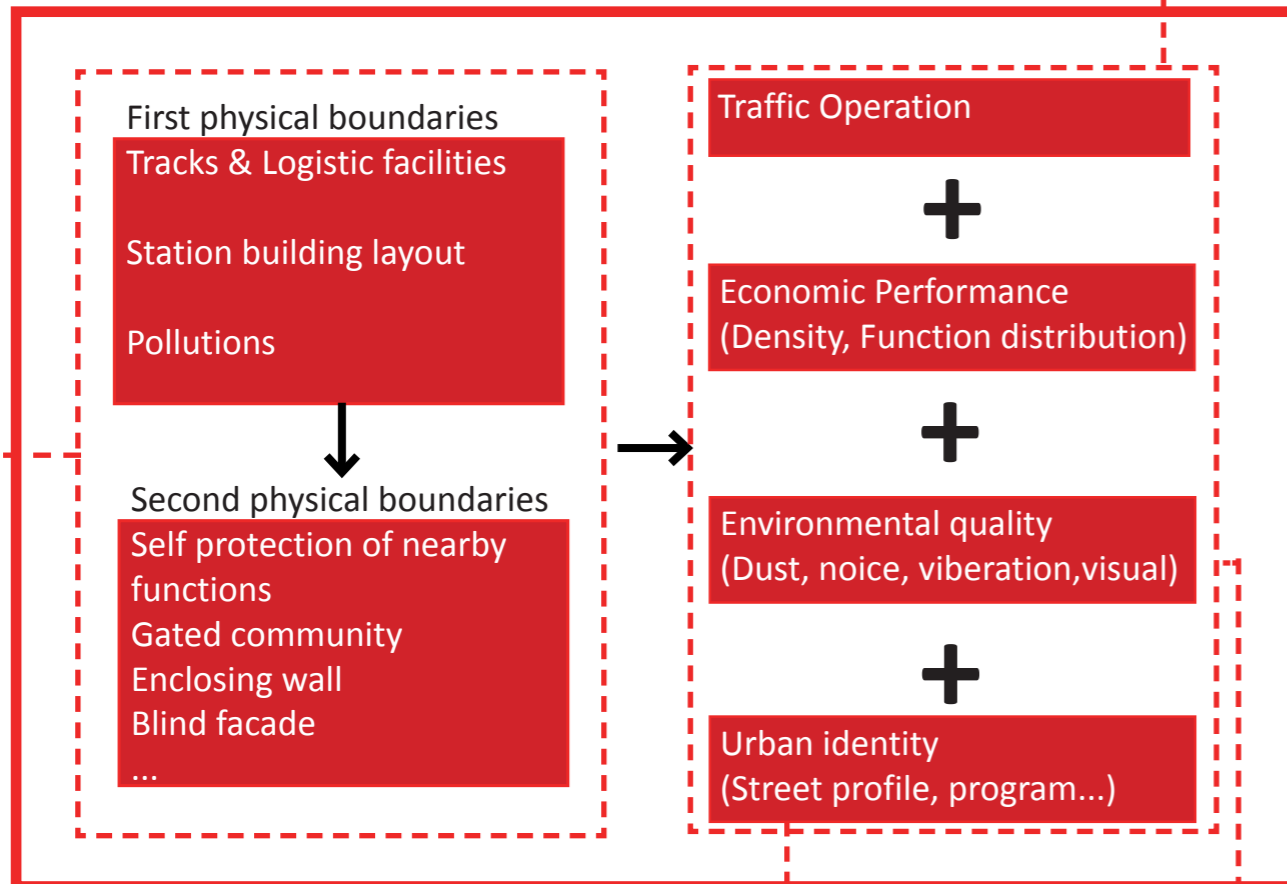 First physical boundaries
Tracks & Logistic facilities
Station building layout
Pollutions
Second physical boundaries
Self protection of nearby
functions
Gated community
Enclosing wall
Blind facade
...
Traffic Operation
+
Economic Performance
(Density, Function distribution)
+
Environmental quality
(Dust, noice, viberation,visual)
+
Urban identity
(Street profile, program...)